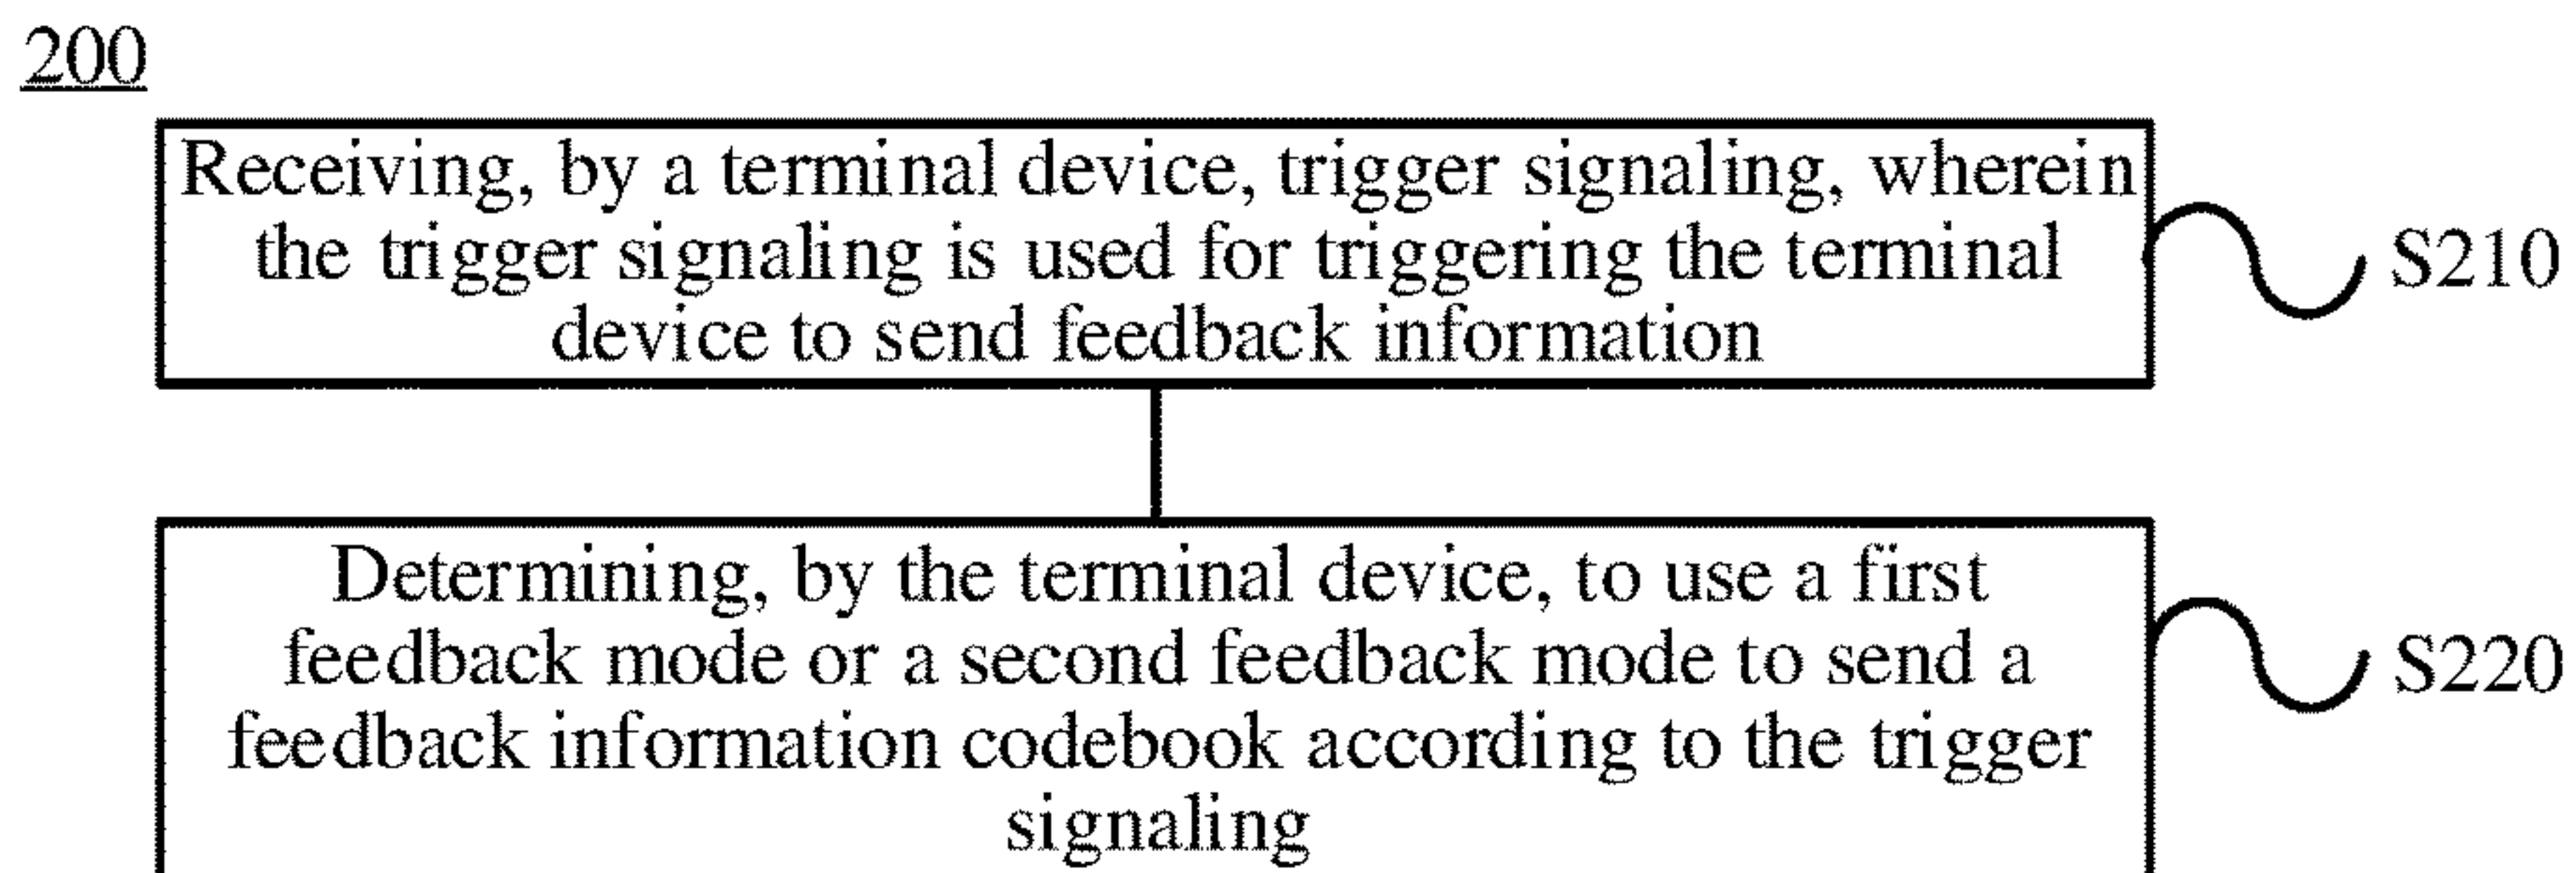 200
Receiving, by a terminal device, trigger signaling, wherein
the trigger signaling is used for triggering the terminal
device to send feedback information
S210
Determining, by the terminal device, to use a first
feedback mode or a second feedback mode to send a
feedback information codebook according to the trigger
signaling
S220